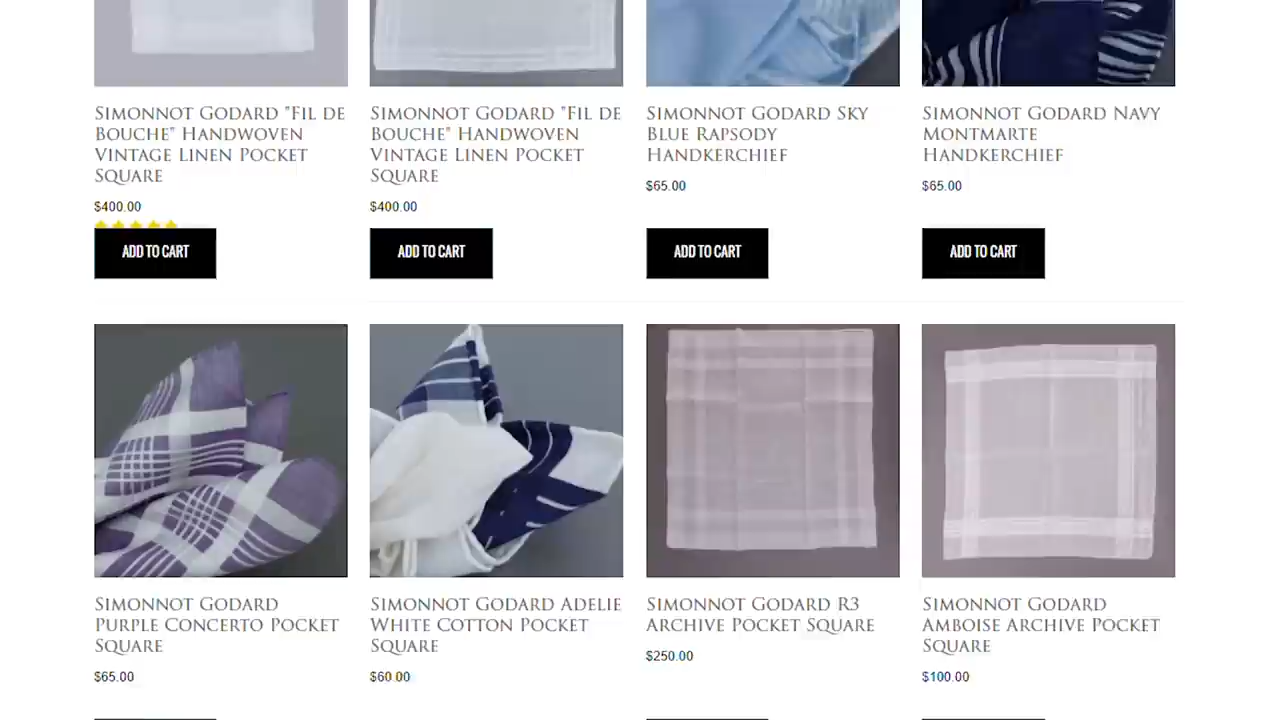 SIMONNOT GODARD "FIL DE
BOUCHE" HANDWOVEN
VINTAGE LINEN POCKET
SQUARE
$400.00
ADD TO CART
SIMONNOT GODARD "FIL DE
BOUCHE" HANDWOVEN
VINTAGE LINEN POCKET
SQUARE
$400.00
ADD TO CART
SIMONNOT GODARD SKY
BLUE RAPSODY
HANDKERCHIEF
$65.00
ADD TO CART
SIMONNOT GODARD NAVY
MONTMARTE
HANDKERCHIEF
$65.00
ADD TO CART
SIMONNOT GODARD
PURPLE CONCERTO POCKET
SQUARE
$65.00
SIMONNOT GODARD ADELIE
WHITE COTTON POCKET
SQUARE
$60.00
SIMONNOT GODARD R3
ARCHIVE POCKET SQUARE
$250.00
SIMONNOT GODARD
AMBOISE ARCHIVE POCKET
SQUARE
$100.00